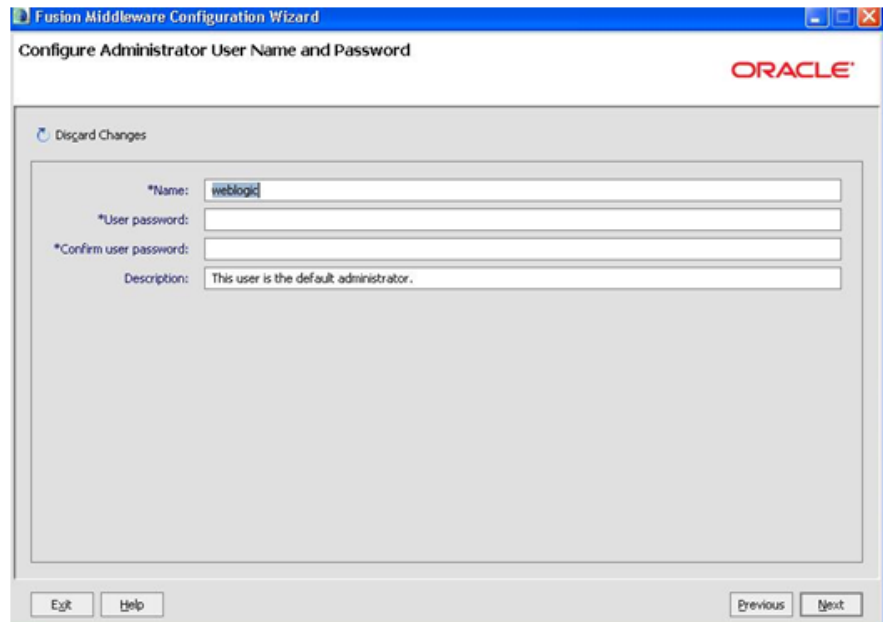 Fusion Middleware Configuration Wizard
Configure Administrator User Name and Password
ORACLE
Discard Changes
*Name: weblogic
*User password:
*Confirm user password:
Description: This user is the default administrator.
Exit Help Previous Next